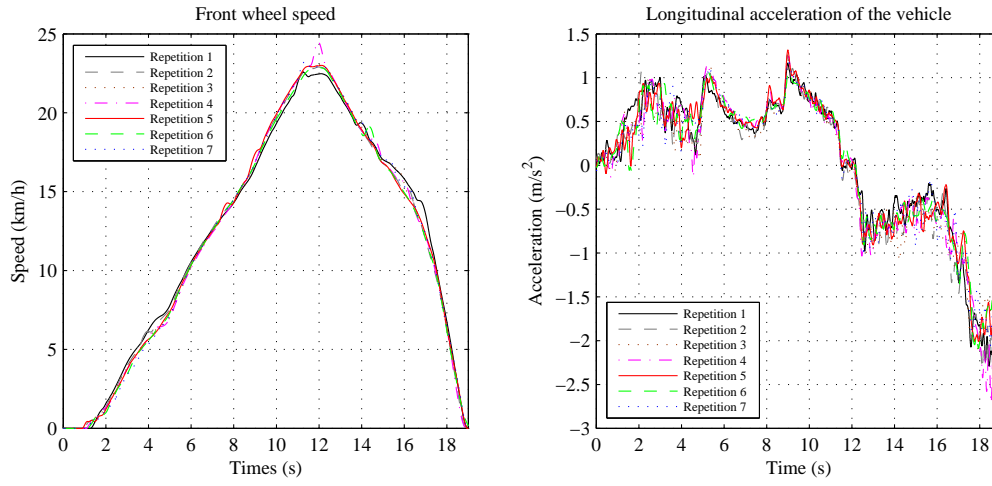 Front wheel speed
25
20
15
10
5
0
Speed (km/h)
2 4 6 8 10 12 14 16 18
Times (s)
Repetition 1
Repetition 2
Repetition 3
Repetition 4
Repetition 5
Repetition 6
Repetition 7
Longitudinal acceleration of the vehicle
1.5
1
0.5
0
−0.5
−1
−1.5
−2
−2.5
−3
Acceleration (m/s²)
0 2 4 6 8 10 12 14 16 18
Time (s)
Repetition 1
Repetition 2
Repetition 3
Repetition 4
Repetition 5
Repetition 6
Repetition 7